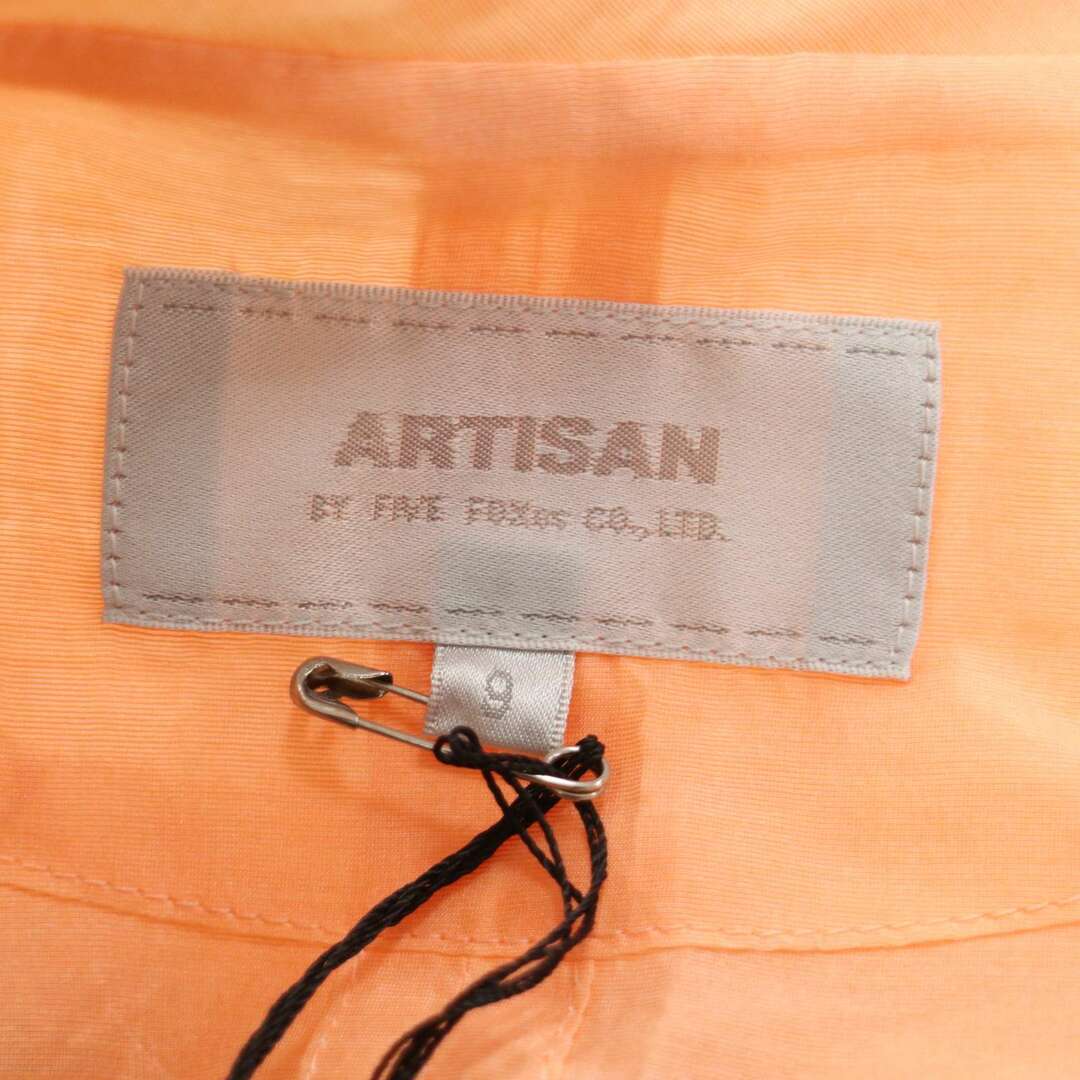 ARTISAN
BY FIVE FOXes CO., LTD.
9